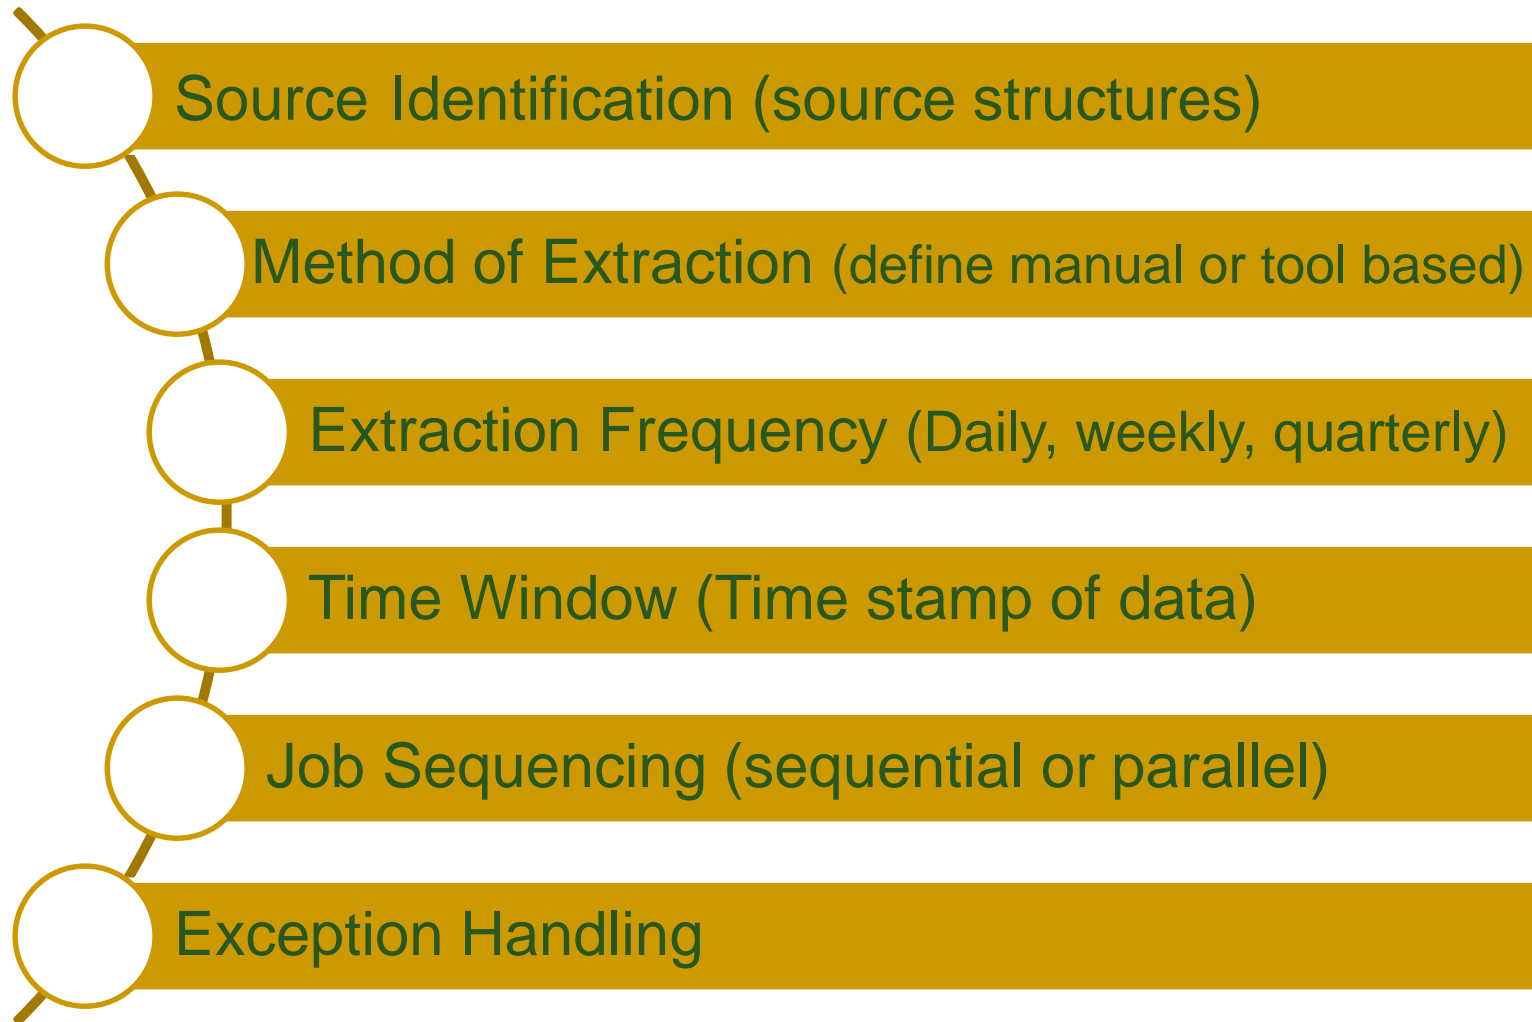 Source Identification (source structures)
Method of Extraction (define manual or tool based)
Extraction Frequency (Daily, weekly, quarterly)
Time Window (Time stamp of data)
Job Sequencing (sequential or parallel)
Exception Handling